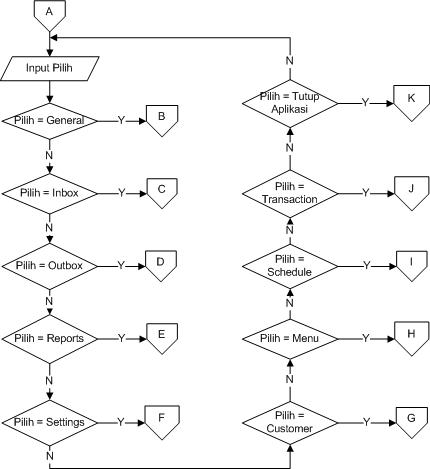 A
Input Pilih
Pilih = General
Y
B
N
Pilih = Inbox
Y
C
N
Pilih = Outbox
Y
D
N
Pilih = Reports
Y
E
N
Pilih = Settings
Y
F
N
Pilih =
Customer
Y
G
N
Pilih = Menu
Y
H
N
Pilih =
Schedule
Y
I
N
Pilih =
Transaction
Y
J
N
Pilih = Tutup
Aplikasi
Y
K
N